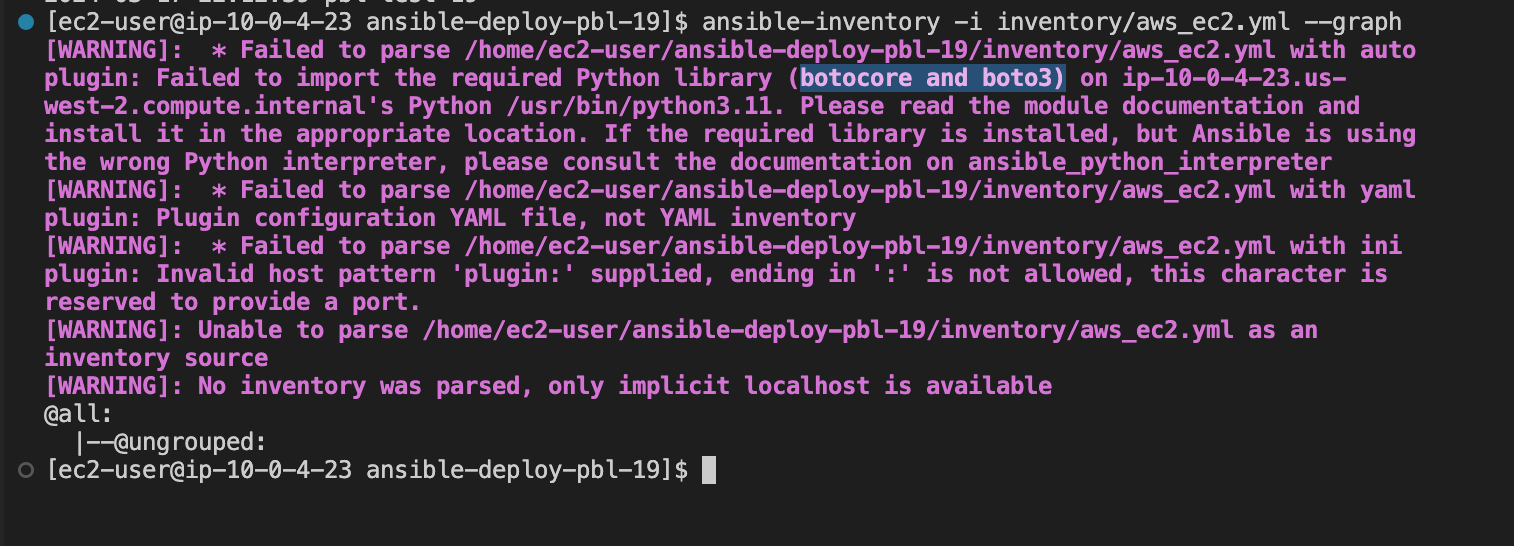 [ec2-user@ip-10-0-4-23 ansible-deploy-pbl-19]$ ansible-inventory -i inventory/aws_ec2.yml --graph
[WARNING]:  * Failed to parse /home/ec2-user/ansible-deploy-pbl-19/inventory/aws_ec2.yml with auto
plugin: Failed to import the required Python library (botocore and boto3) on ip-10-0-4-23.us-
west-2.compute.internal's Python /usr/bin/python3.11. Please read the module documentation and
install it in the appropriate location. If the required library is installed, but Ansible is using
the wrong Python interpreter, please consult the documentation on ansible_python_interpreter
[WARNING]:  * Failed to parse /home/ec2-user/ansible-deploy-pbl-19/inventory/aws_ec2.yml with yaml
plugin: Plugin configuration YAML file, not YAML inventory
[WARNING]:  * Failed to parse /home/ec2-user/ansible-deploy-pbl-19/inventory/aws_ec2.yml with ini
plugin: Invalid host pattern 'plugin:' supplied, ending in ':' is not allowed, this character is
reserved to provide a port.
[WARNING]: Unable to parse /home/ec2-user/ansible-deploy-pbl-19/inventory/aws_ec2.yml as an
inventory source
[WARNING]: No inventory was parsed, only implicit localhost is available
@all:
  |--@ungrouped:
[ec2-user@ip-10-0-4-23 ansible-deploy-pbl-19]$